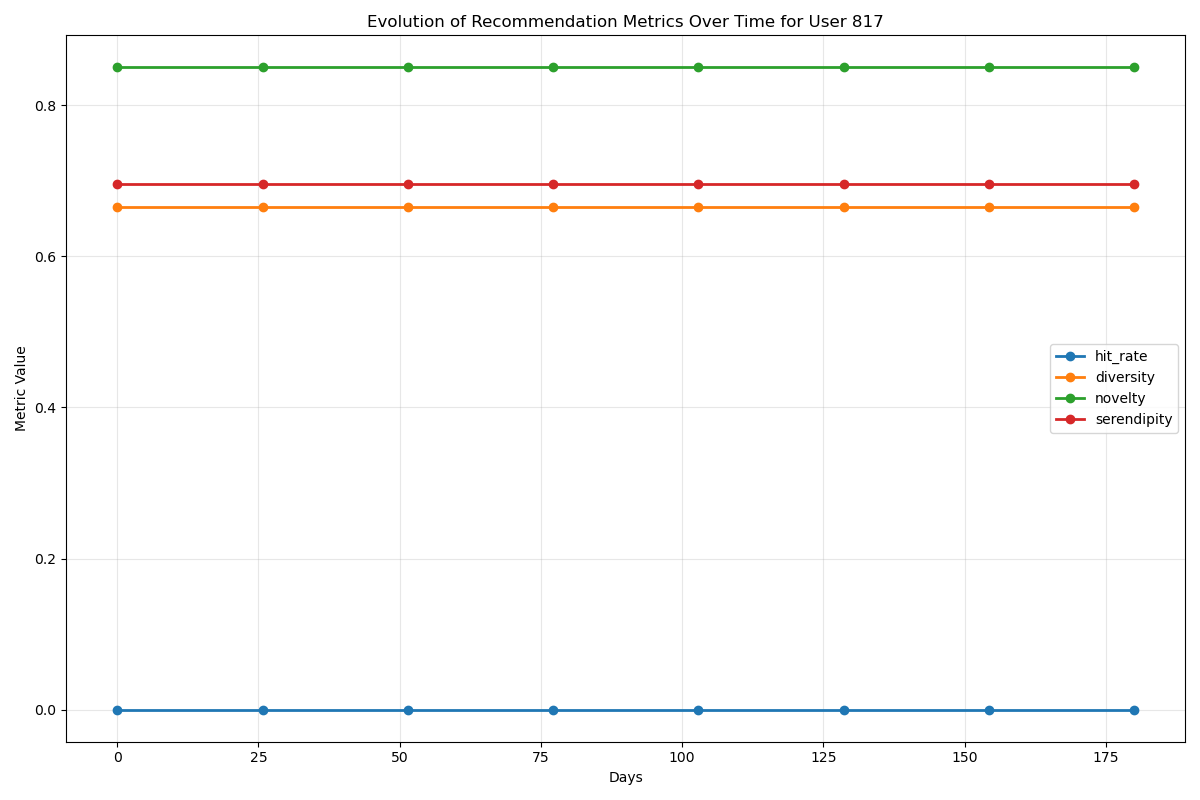 Evolution of Recommendation Metrics Over Time for User 817
Metric Value
0.8
0.6
0.4
0.2
0.0
hit_rate
diversity
novelty
serendipity
0 25 50 75 100 125 150 175
Days